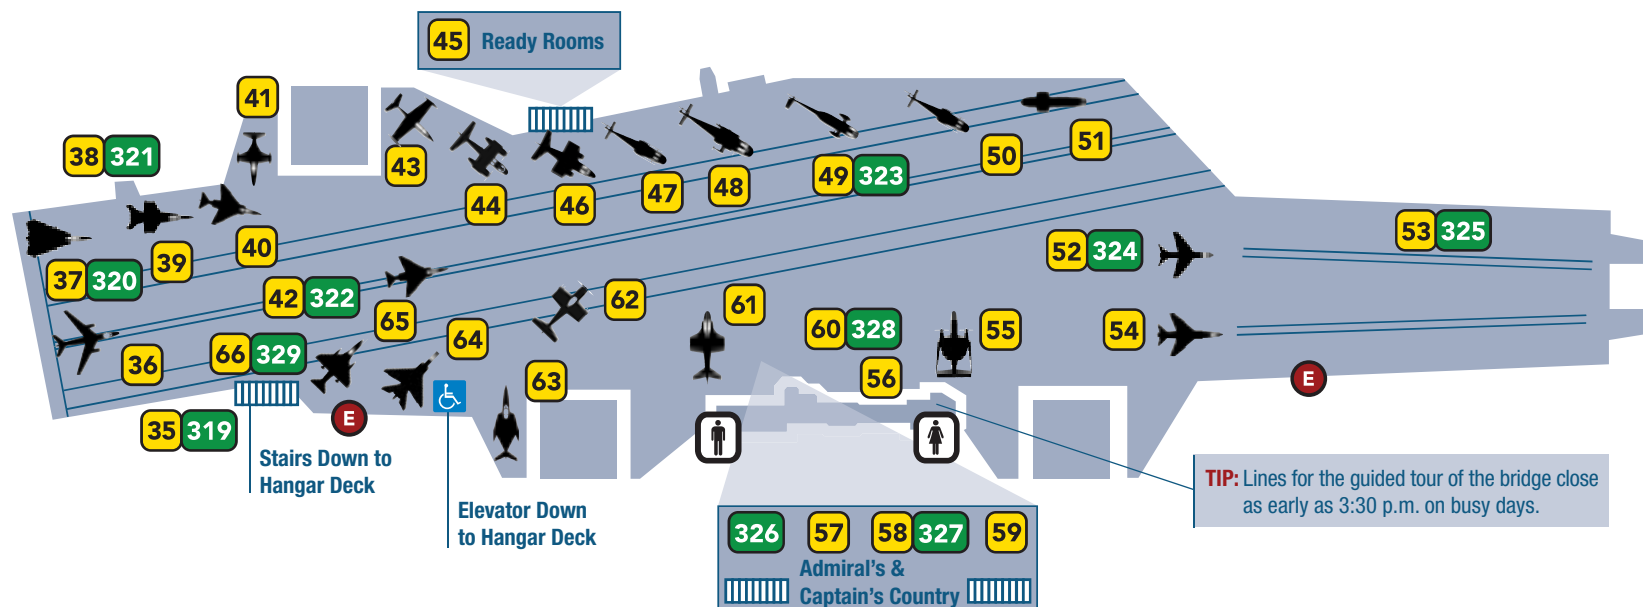 45 Ready Rooms
41
38 321
43
51
50
49 323
48
47
46
44
40
39
37 320
42 322
65
64
62
61
60 328
55
52 324
54
53 325
36
66 329
63
56
35 319
E
E
Stairs Down to
Hangar Deck
Elevator Down
to Hangar Deck
TIP: Lines for the guided tour of the bridge close
as early as 3:30 p.m. on busy days.
326 57 58 327 59
Admiral's &
Captain's Country